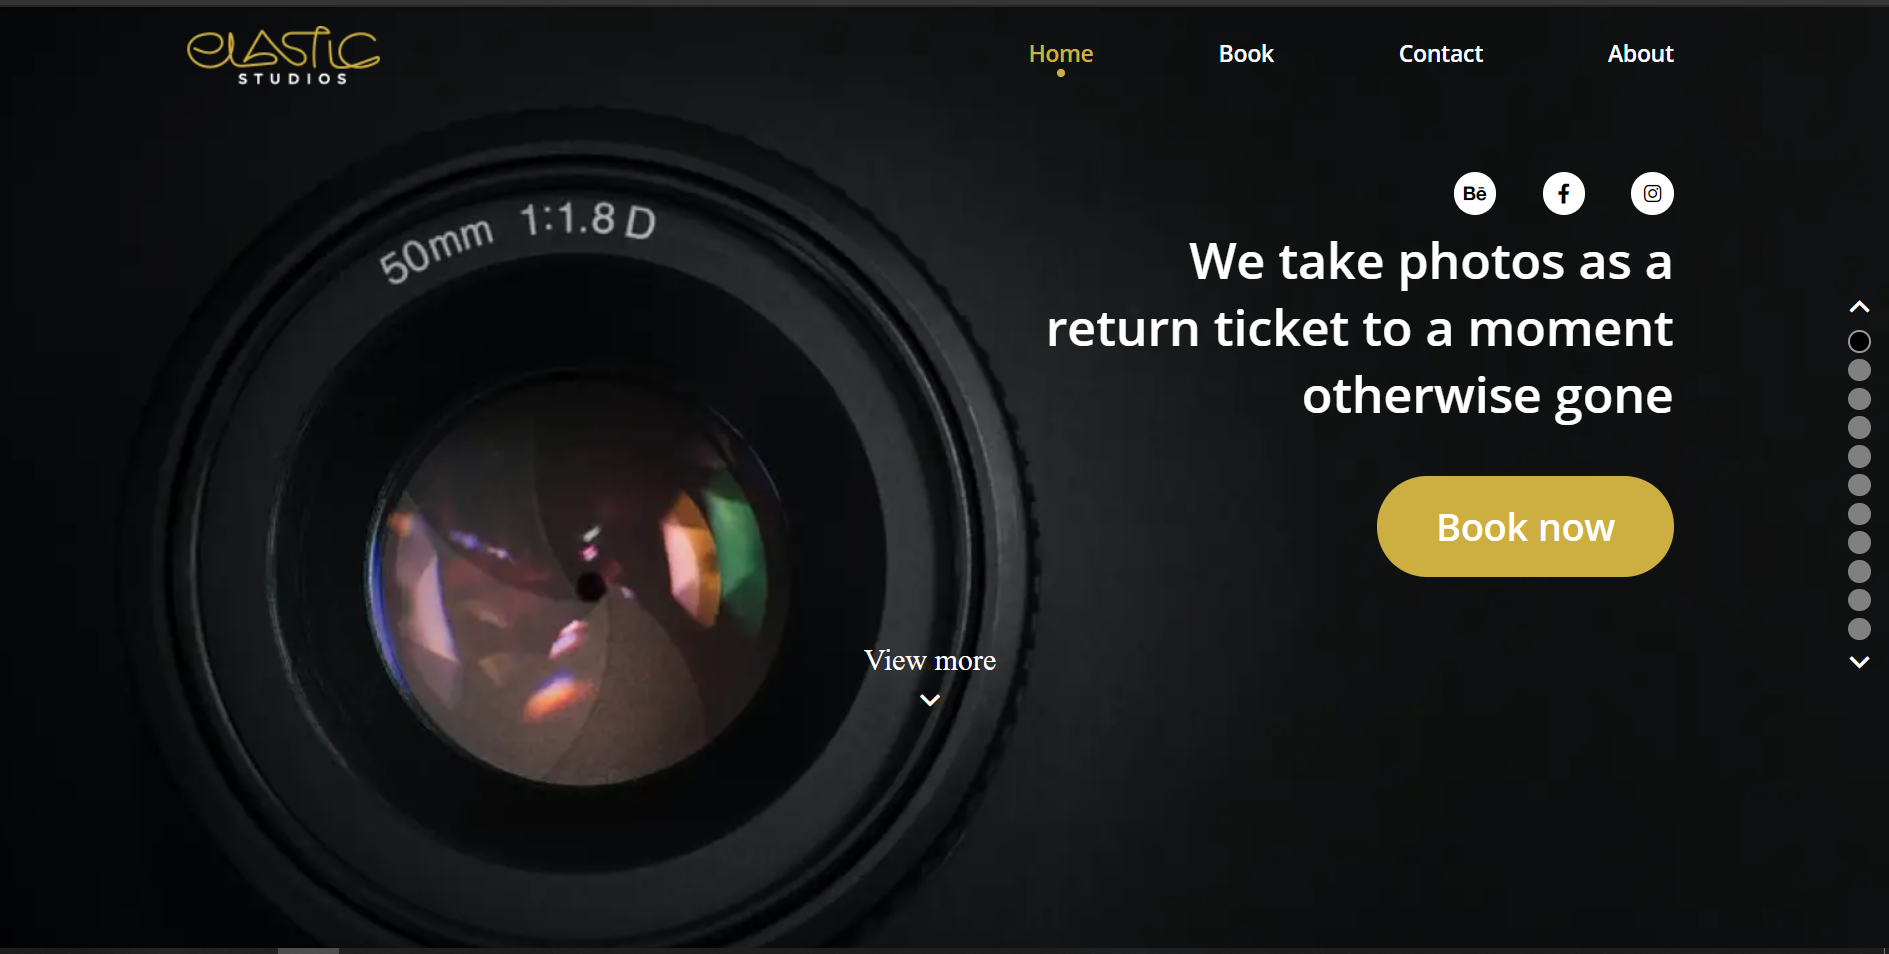 elastic
STUDIOS
Home
Book
Contact
About
Bē
50mm 1:1.8 D
We take photos as a
return ticket to a moment
otherwise gone
Book now
View more